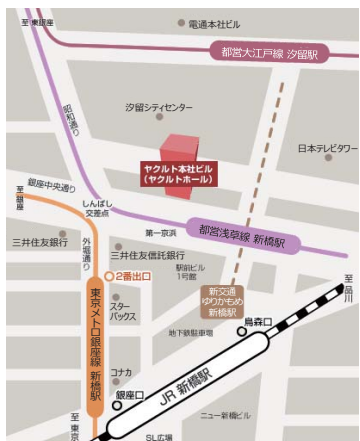 電通本社ビル
至 東銀座
都営大江戸線 汐留駅
昭和通り
汐留シティセンター
日本テレビタワー
ヤクルト本社ビル
(ヤクルトホール)
銀座中央通り
至 銀座
しんばし
交差点
第一京浜
都営浅草線 新橋駅
三井住友銀行
外堀通り
三井住友信託銀行
2番出口
駅前ビル
1号館
至 品川
スター
バックス
新交通
ゆりかもめ
新橋駅
東京メトロ銀座線 新橋駅
烏森口
地下鉄駐車場
コナカ
銀座口
JR 新橋駅
ニュー新橋ビル
至 東京
SL広場